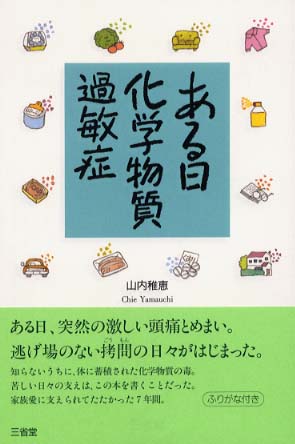 ある日
化学物質
過敏症
山内稚恵
Chie Yamauchi
ある日、突然の激しい頭痛とめまい。
逃げ場のない拷問の日々がはじまった。
ごう もん
知らないうちに、体に蓄積された化学物質の毒。
苦しい日々の支えは、この本を書くことだった。
家族愛に支えられてたたかった7年間。
ふりがな付き
三省堂